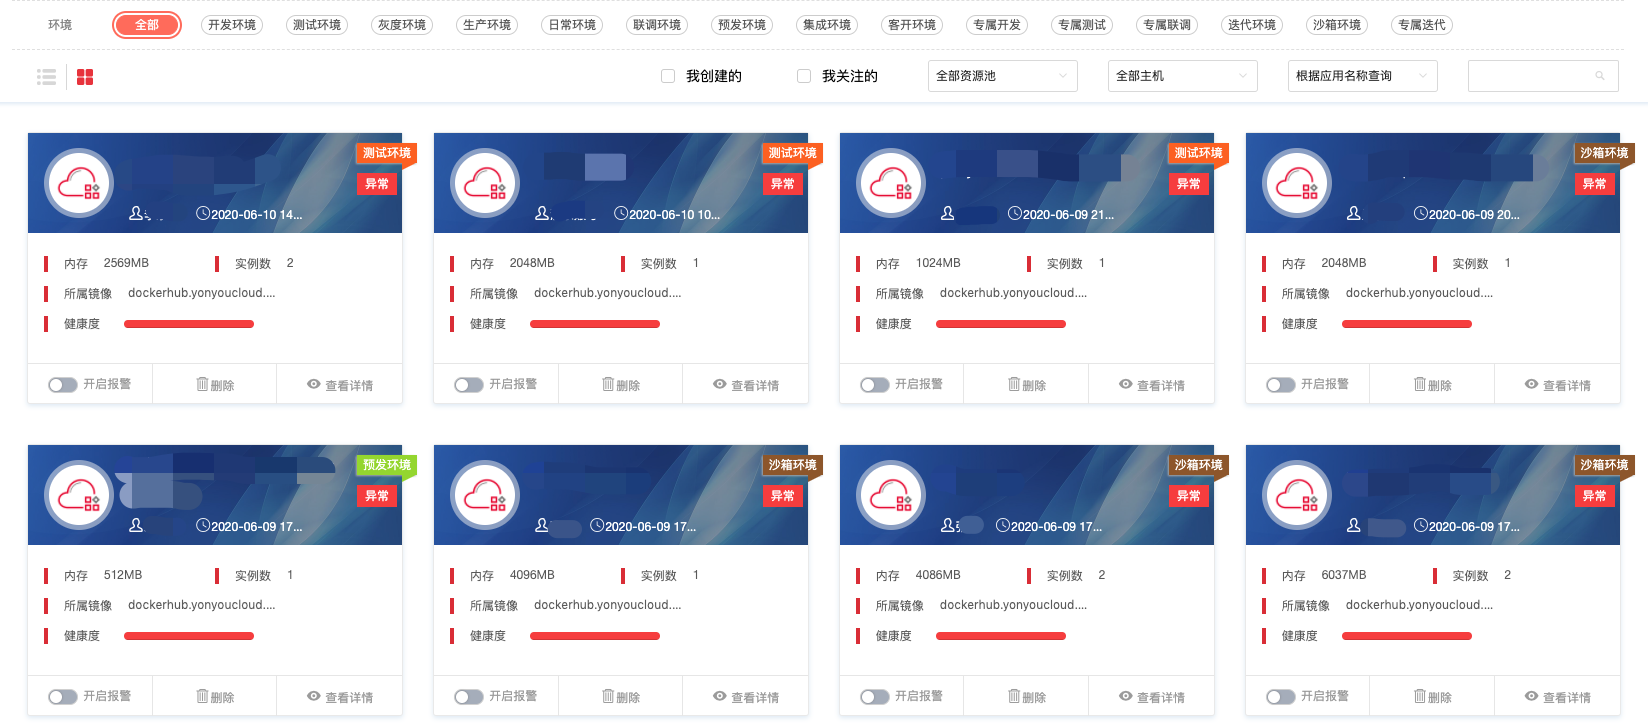 环境 全部 开发环境 测试环境 灰度环境 生产环境 日常环境 联调环境 预发环境 集成环境 客开环境 专属开发 专属测试 专属联调 迭代环境 沙箱环境 专属迭代
我创建的 我关注的 全部资源池 全部主机 根据应用名称查询
测试环境 测试环境 测试环境 沙箱环境
异常 异常 异常 异常
2020-06-10 14... 2020-06-10 10... 2020-06-09 21... 2020-06-09 20...
内存 2569MB 实例数 2 内存 2048MB 实例数 1 内存 1024MB 实例数 1 内存 2048MB 实例数 1
所属镜像 dockerhub.yonyoucloud.... 所属镜像 dockerhub.yonyoucloud.... 所属镜像 dockerhub.yonyoucloud.... 所属镜像 dockerhub.yonyoucloud....
健康度 健康度 健康度 健康度
开启报警 删除 查看详情 开启报警 删除 查看详情 开启报警 删除 查看详情 开启报警 删除 查看详情
预发环境 沙箱环境 沙箱环境 沙箱环境
异常 异常 异常 异常
2020-06-09 17... 2020-06-09 17... 2020-06-09 17... 2020-06-09 17...
内存 512MB 实例数 1 内存 4096MB 实例数 1 内存 4086MB 实例数 2 内存 6037MB 实例数 2
所属镜像 dockerhub.yonyoucloud.... 所属镜像 dockerhub.yonyoucloud.... 所属镜像 dockerhub.yonyoucloud.... 所属镜像 dockerhub.yonyoucloud....
健康度 健康度 健康度 健康度
开启报警 删除 查看详情 开启报警 删除 查看详情 开启报警 删除 查看详情 开启报警 删除 查看详情